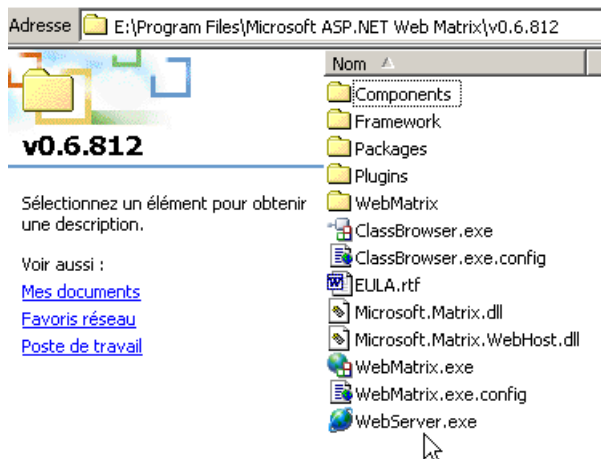 Adresse E:\Program Files\Microsoft ASP.NET Web Matrix\v0.6.812
v0.6.812
Sélectionnez un élément pour obtenir
une description.
Voir aussi :
Mes documents
Favoris réseau
Poste de travail
Nom
Components
Framework
Packages
Plugins
WebMatrix
ClassBrowser.exe
ClassBrowser.exe.config
EULA.rtf
Microsoft.Matrix.dll
Microsoft.Matrix.WebHost.dll
WebMatrix.exe
WebMatrix.exe.config
WebServer.exe